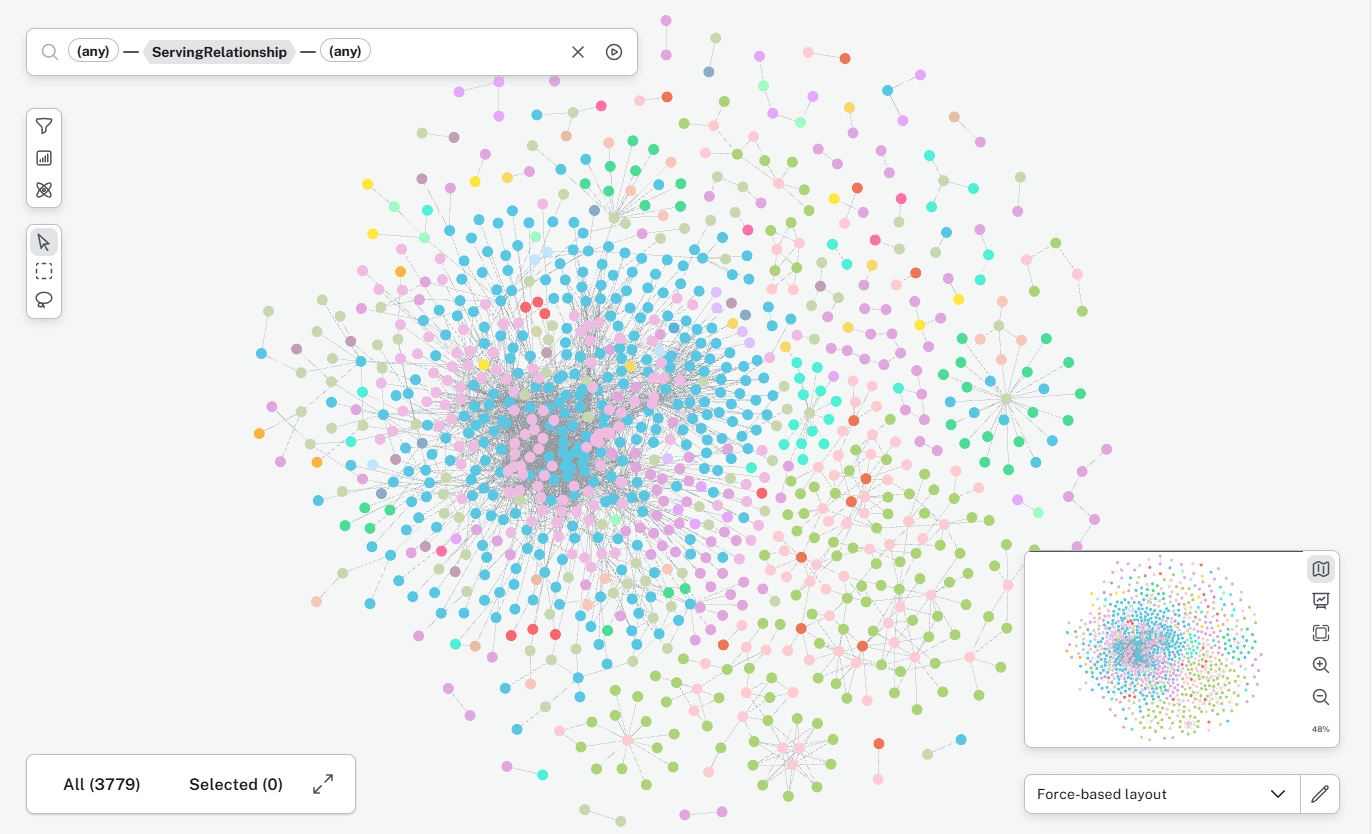 (any) — ServingRelationship — (any)
48%
All (3779) Selected (0)
Force-based layout